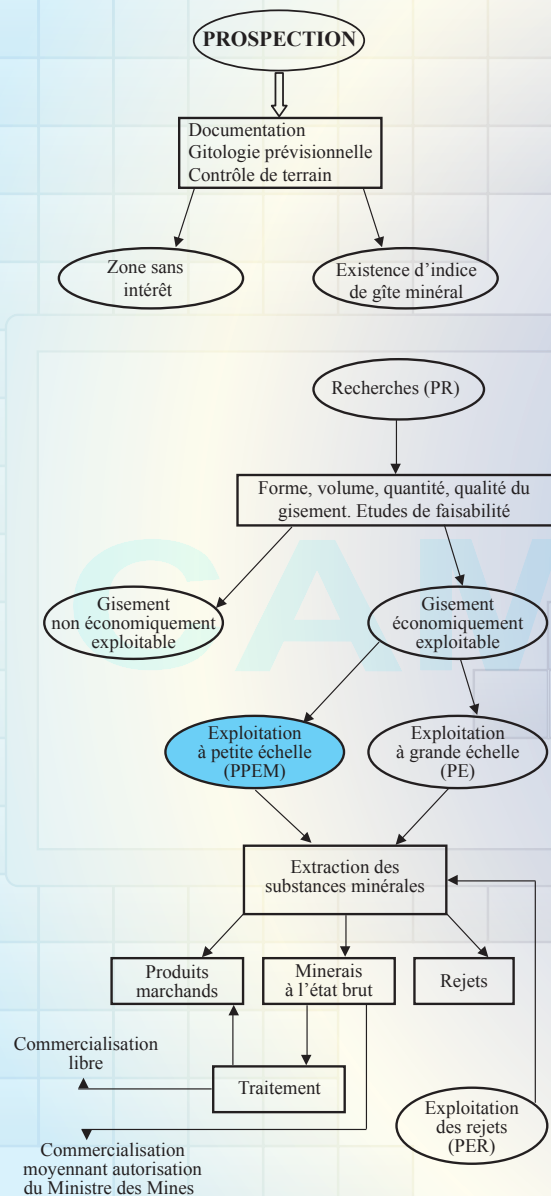 PROSPECTION
Documentation
Gitologie prévisionnelle
Contrôle de terrain
Zone sans
intérêt
Existence d'indice
de gîte minéral
Recherches (PR)
Forme, volume, quantité, qualité du
gisement. Etudes de faisabilité
Gisement
non économiquement
exploitable
Gisement
économiquement
exploitable
CAM
Exploitation
à petite échelle
(PPEM)
Exploitation
à grande échelle
(PE)
Extraction des
substances minérales
Produits
marchands
Minerais
à l'état brut
Rejets
Commercialisation
libre
Traitement
Exploitation
des rejets
(PER)
Commercialisation
moyennant autorisation
du Ministre des Mines